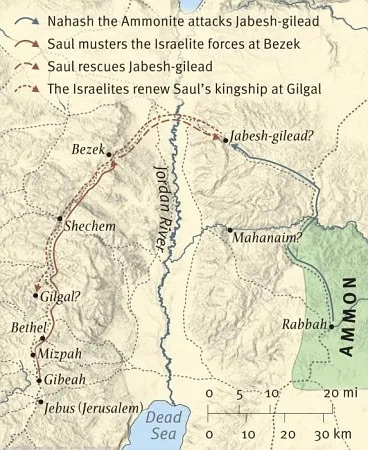 Nahash the Ammonite attacks Jabesh-gilead
Saul musters the Israelite forces at Bezek
Saul rescues Jabesh-gilead
The Israelites renew Saul's kingship at Gilgal
Jabesh-gilead?
Bezek
Jordan River
Shechem
Mahanaim?
Gilgal?
AMMON
Rabbah
Bethel
Mizpah
Gibeah
Jebus (Jerusalem)
Dead
Sea
0 10 20 mi
0 10 20 30 km